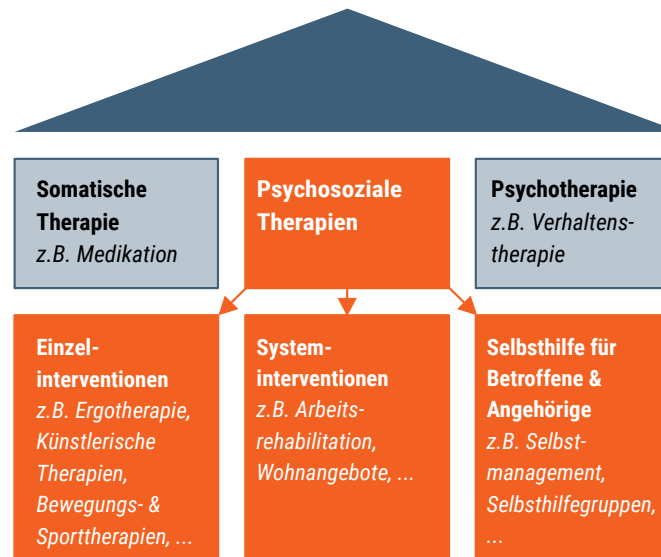 Somatische
Therapie
z.B. Medikation
Psychosoziale
Therapien
Psychotherapie
z.B. Verhaltens-
therapie
Einzel-
interventionen
z.B. Ergotherapie,
Künstlerische
Therapien,
Bewegungs- &
Sporttherapien, ...
System-
interventionen
z.B. Arbeits-
rehabilitation,
Wohnangebote, ...
Selbsthilfe für
Betroffene &
Angehörige
z.B. Selbst-
management,
Selbsthilfegruppen,
...